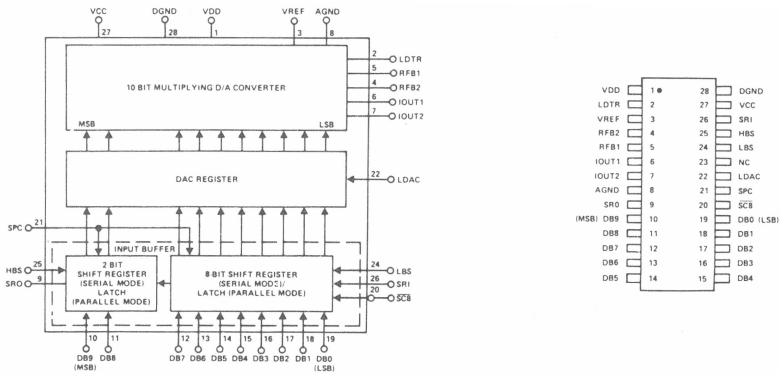 VCC DGND VDD VREF AGND
27 28 1 3 8
10 BIT MULTIPLYING D/A CONVERTER
MSB LSB
2 LDTR
5 RFB1
4 RFB2
6 IOUT1
7 IOUT2
DAC REGISTER
22 LDAC
SPC 21
INPUT BUFFER
2 BIT
SHIFT REGISTER
(SERIAL MODE)
LATCH
(PARALLEL MODE)
8-BIT SHIFT REGISTER
(SERIAL MODE)/
LATCH (PARALLEL MODE)
HBS 25
SRO 9
24 LBS
26 SRI
20 SC8
10 11 12 13 14 15 16 17 18 19
DB9 DB8 DB7 DB6 DB5 DB4 DB3 DB2 DB1 DB0
(MSB) (LSB)
VDD 1 28 DGND
LDTR 2 27 VCC
VREF 3 26 SRI
RFB2 4 25 HBS
RFB1 5 24 LBS
IOUT1 6 23 NC
IOUT2 7 22 LDAC
AGND 8 21 SPC
SRO 9 20 SC8
(MSB) DB9 10 19 DB0 (LSB)
DB8 11 18 DB1
DB7 12 17 DB2
DB6 13 16 DB3
DB5 14 15 DB4